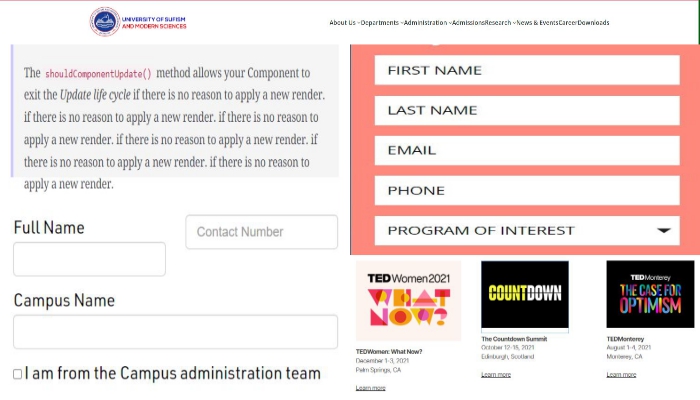 UNIVERSITY OF SUFISM
AND MODERN SCIENCES
About Us Departments Administration Admissions Research News & Events Career Downloads
The shouldComponentUpdate() method allows your Component to
exit the Update life cycle if there is no reason to apply a new render.
if there is no reason to apply a new render. if there is no reason to
apply a new render. if there is no reason to apply a new render. if
there is no reason to apply a new render. if there is no reason to
apply a new render.
Full Name
Contact Number
Campus Name
I am from the Campus administration team
FIRST NAME
LAST NAME
EMAIL
PHONE
PROGRAM OF INTEREST
TEDWomen2021
WHAT
NOW?
TEDWomen: What Now?
December 1-3, 2021
Palm Springs, CA
Learn more
COUNTDOWN
The Countdown Summit
October 12-15, 2021
Edinburgh, Scotland
Learn more
TEDMonterey
THE CASE FOR
OPTIMISM
TEDMonterey
August 1-4, 2021
Monterey, CA
Learn more